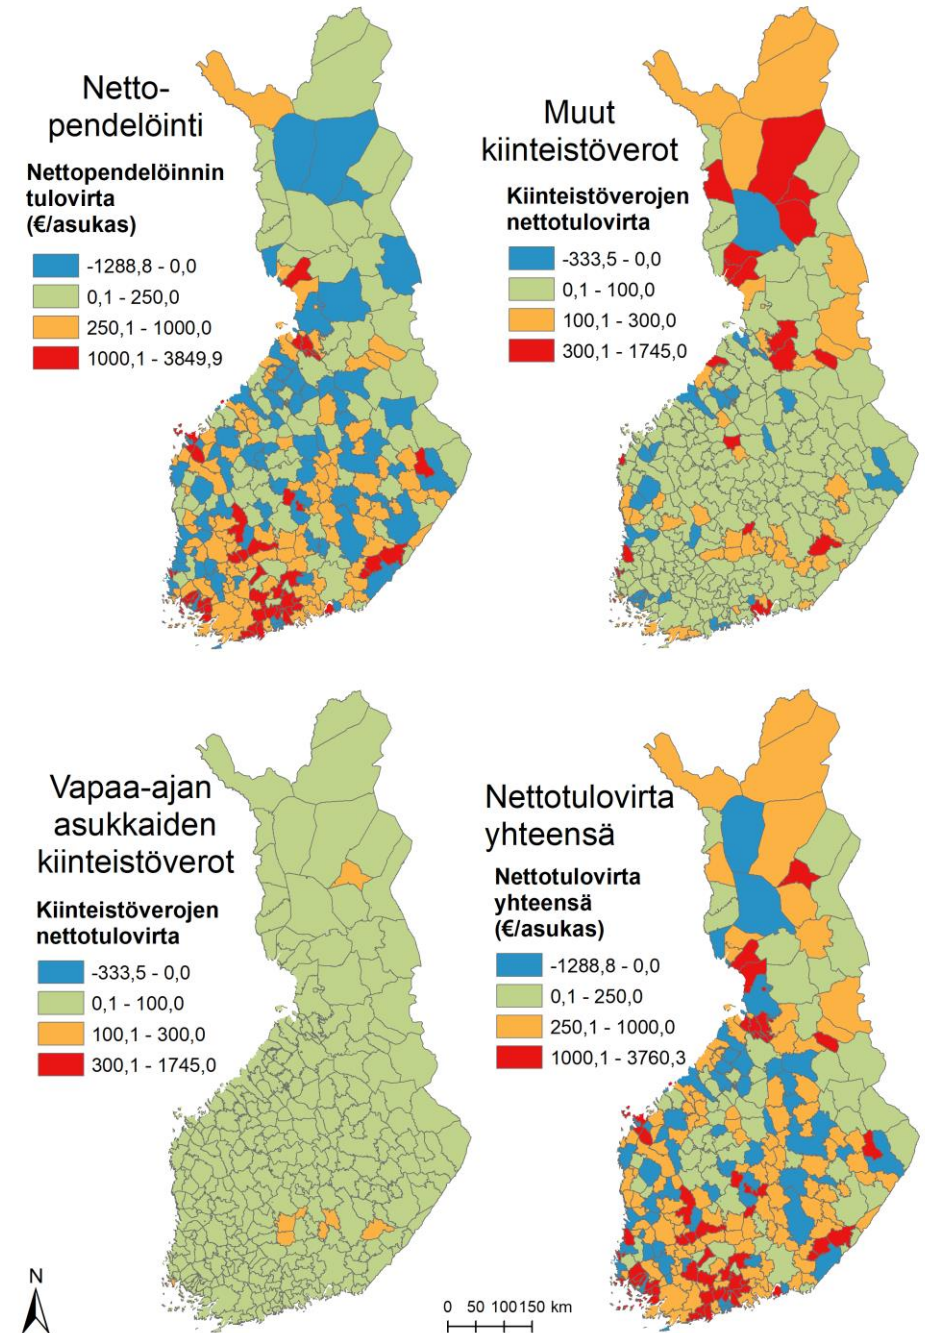 Netto-
pendelöinti
Nettopendelöinnin
tulovirta
(€/asukas)
-1288,8 - 0,0
0,1 - 250,0
250,1 - 1000,0
1000,1 - 3849,9
Muut
kiinteistöverot
Kiinteistöverojen
nettotulovirta
-333,5 - 0,0
0,1 - 100,0
100,1 - 300,0
300,1 - 1745,0
Vapaa-ajan
asukkaiden
kiinteistöverot
Kiinteistöverojen
nettotulovirta
-333,5 - 0,0
0,1 - 100,0
100,1 - 300,0
300,1 - 1745,0
Nettotulovirta
yhteensä
Nettotulovirta
yhteensä
(€/asukas)
-1288,8 - 0,0
0,1 - 250,0
250,1 - 1000,0
1000,1 - 3760,3
N
0 50 100150 km